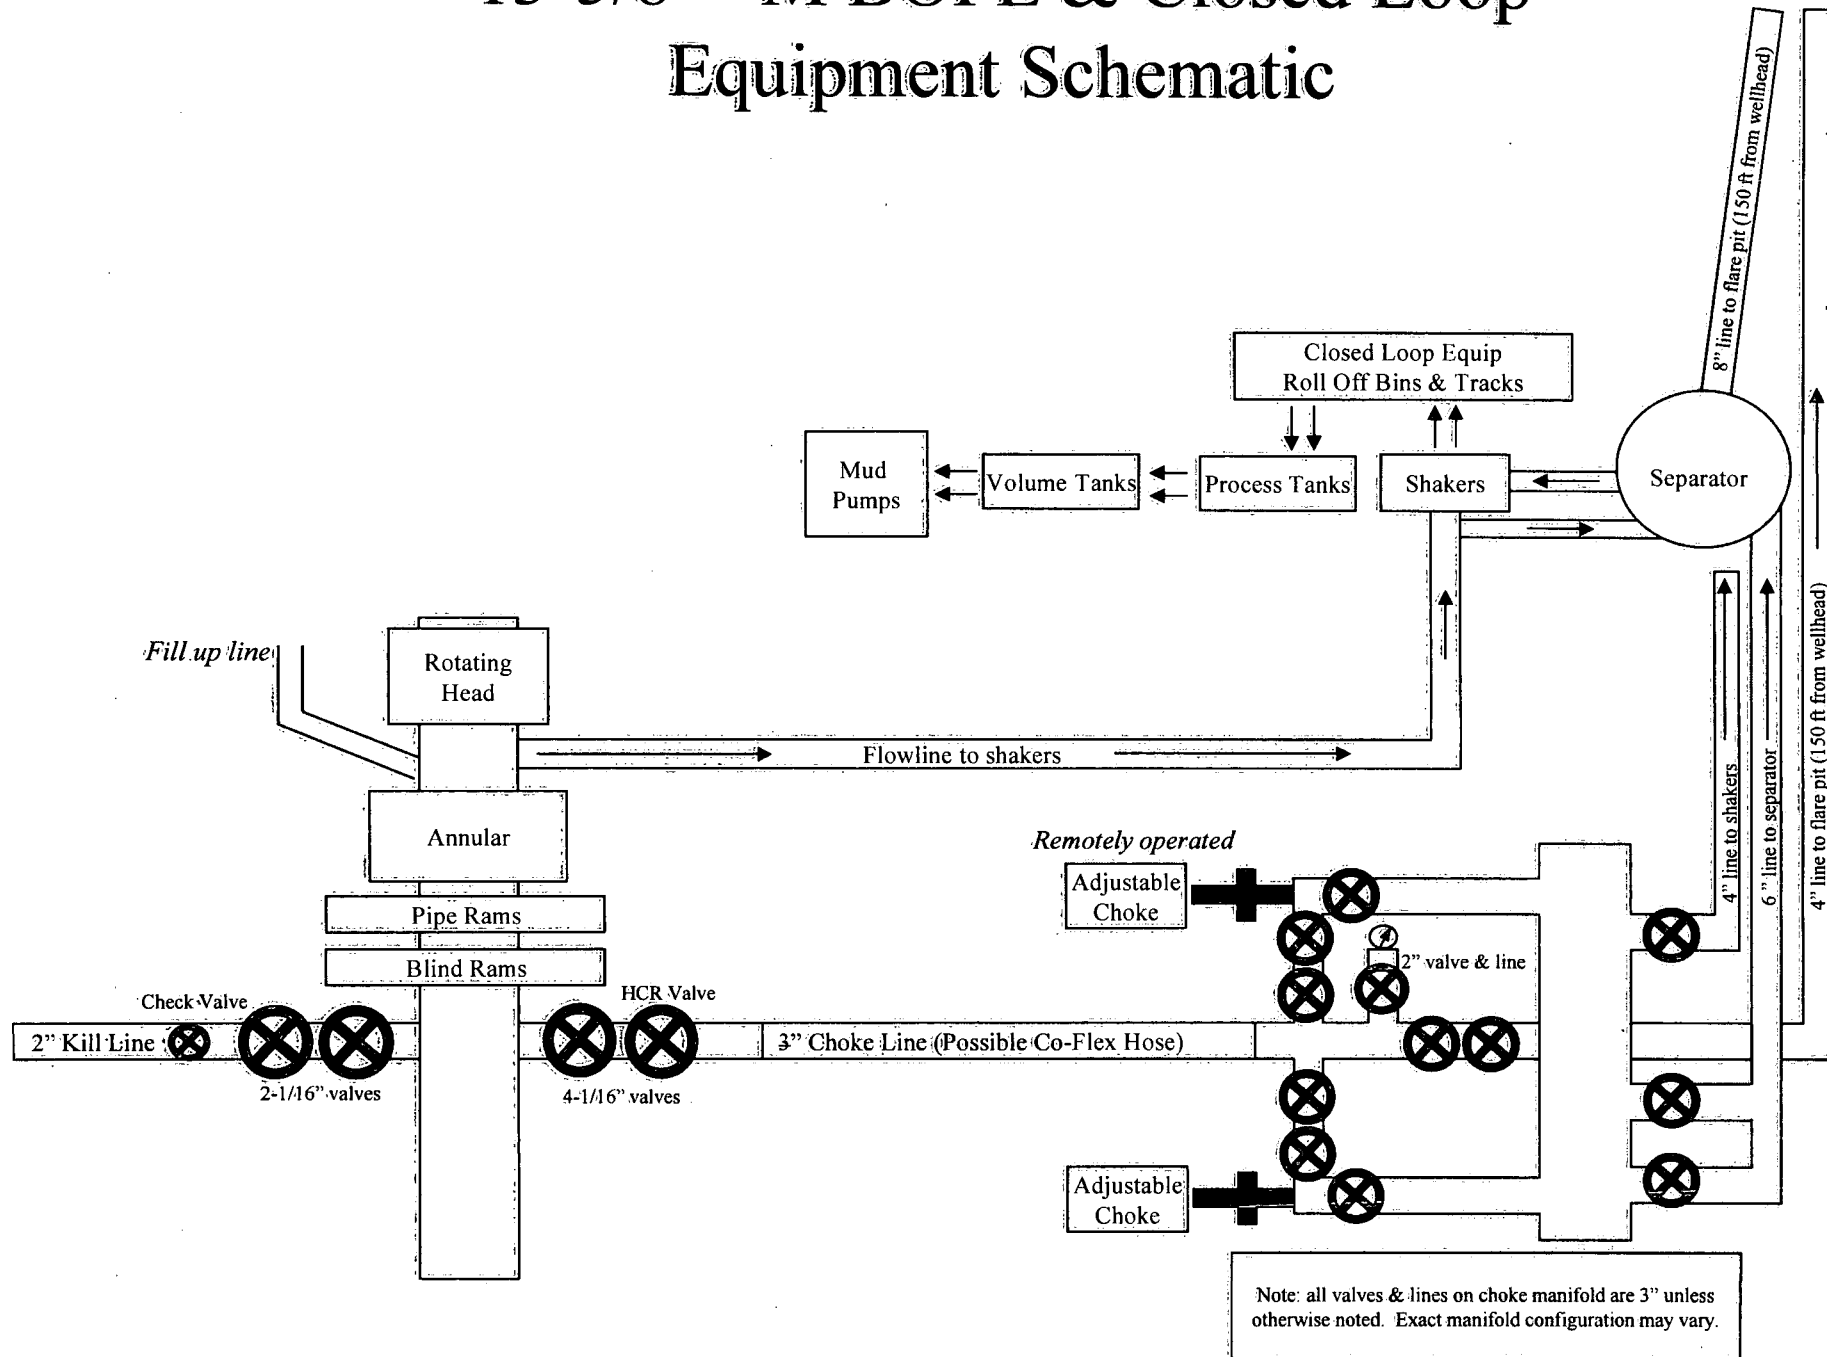 Equipment Schematic
8" line to flare pit (150 ft from wellhead)
Closed Loop Equip
Roll Off Bins & Tracks
Mud
Pumps
Volume Tanks
Process Tanks
Shakers
Separator
Fill up line
Rotating
Head
Flowline to shakers
4" line to shakers
6" line to separator
4" line to flare pit (150 ft from wellhead)
Annular
Remotely operated
Adjustable
Choke
Pipe Rams
Blind Rams
2" valve & line
Check Valve
HCR Valve
2" Kill Line
3" Choke Line (Possible Co-Flex Hose)
2-1/16" valves
4-1/16" valves
Adjustable
Choke
Note: all valves & lines on choke manifold are 3" unless
otherwise noted. Exact manifold configuration may vary.